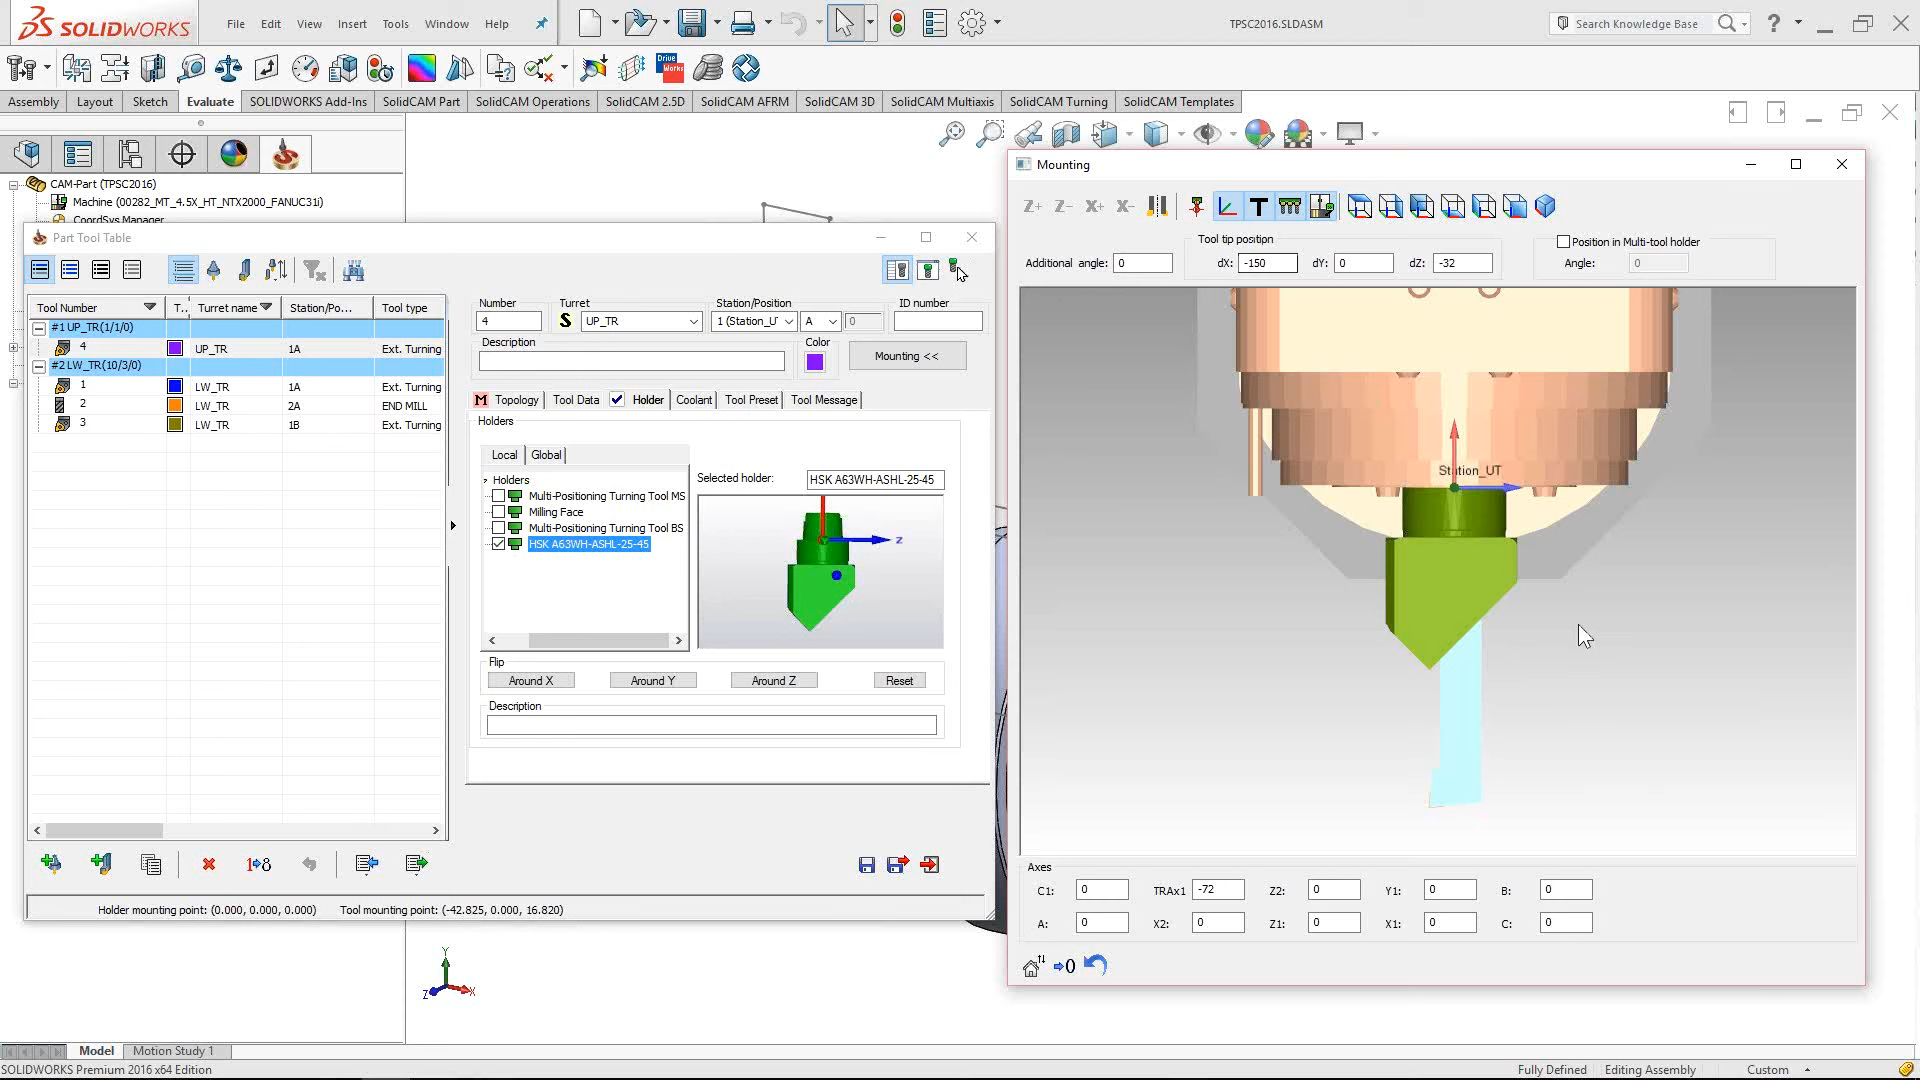 SOLIDWORKS File Edit View Insert Tools Window Help TPSC2016.SLDASM Search Knowledge Base ?
Drive Works
Assembly Layout Sketch Evaluate SOLIDWORKS Add-Ins SolidCAM Part SolidCAM Operations SolidCAM 2.5D SolidCAM AFRM SolidCAM 3D SolidCAM Multiaxis SolidCAM Turning SolidCAM Templates
CAM-Part (TPSC2016)
Machine (00282_MT_4.5X_HT_NTX2000_FANUC31i)
CoordSys Manager
Part Tool Table
Tool Number T.. Turret name Station/Po... Tool type
#1 UP_TR(1/1/0)
4 UP_TR 1A Ext. Turning
#2 LW_TR(10/3/0)
1 LW_TR 1A Ext. Turning
2 LW_TR 2A END MILL
3 LW_TR 1B Ext. Turning
Number Turret Station/Position ID number
4 S UP_TR 1 (Station_UT A 0
Description Color
Mounting <<
M Topology Tool Data Holder Coolant Tool Preset Tool Message
Holders
Local Global
Holders
Multi-Positioning Turning Tool MS
Milling Face
Multi-Positioning Turning Tool BS
HSK A63WH-ASHL-25-45
Selected holder: HSK A63WH-ASHL-25-45
z
Flip
Around X Around Y Around Z Reset
Description
1 8
Holder mounting point: (0.000, 0.000, 0.000) Tool mounting point: (-42.825, 0.000, 16.820)
Mounting
Z+ Z- X+ X- T
Tool tip position
Additional angle: 0 dX: -150 dY: 0 dZ: -32
Position in Multi-tool holder
Angle: 0
Station_UT
Axes
C1: 0 TRAx1 -72 Z2: 0 Y1: 0 B: 0
A: 0 X2: 0 Z1: 0 X1: 0 C: 0
0
Y
Z X
Model Motion Study 1
SOLIDWORKS Premium 2016 x64 Edition Fully Defined Editing Assembly Custom